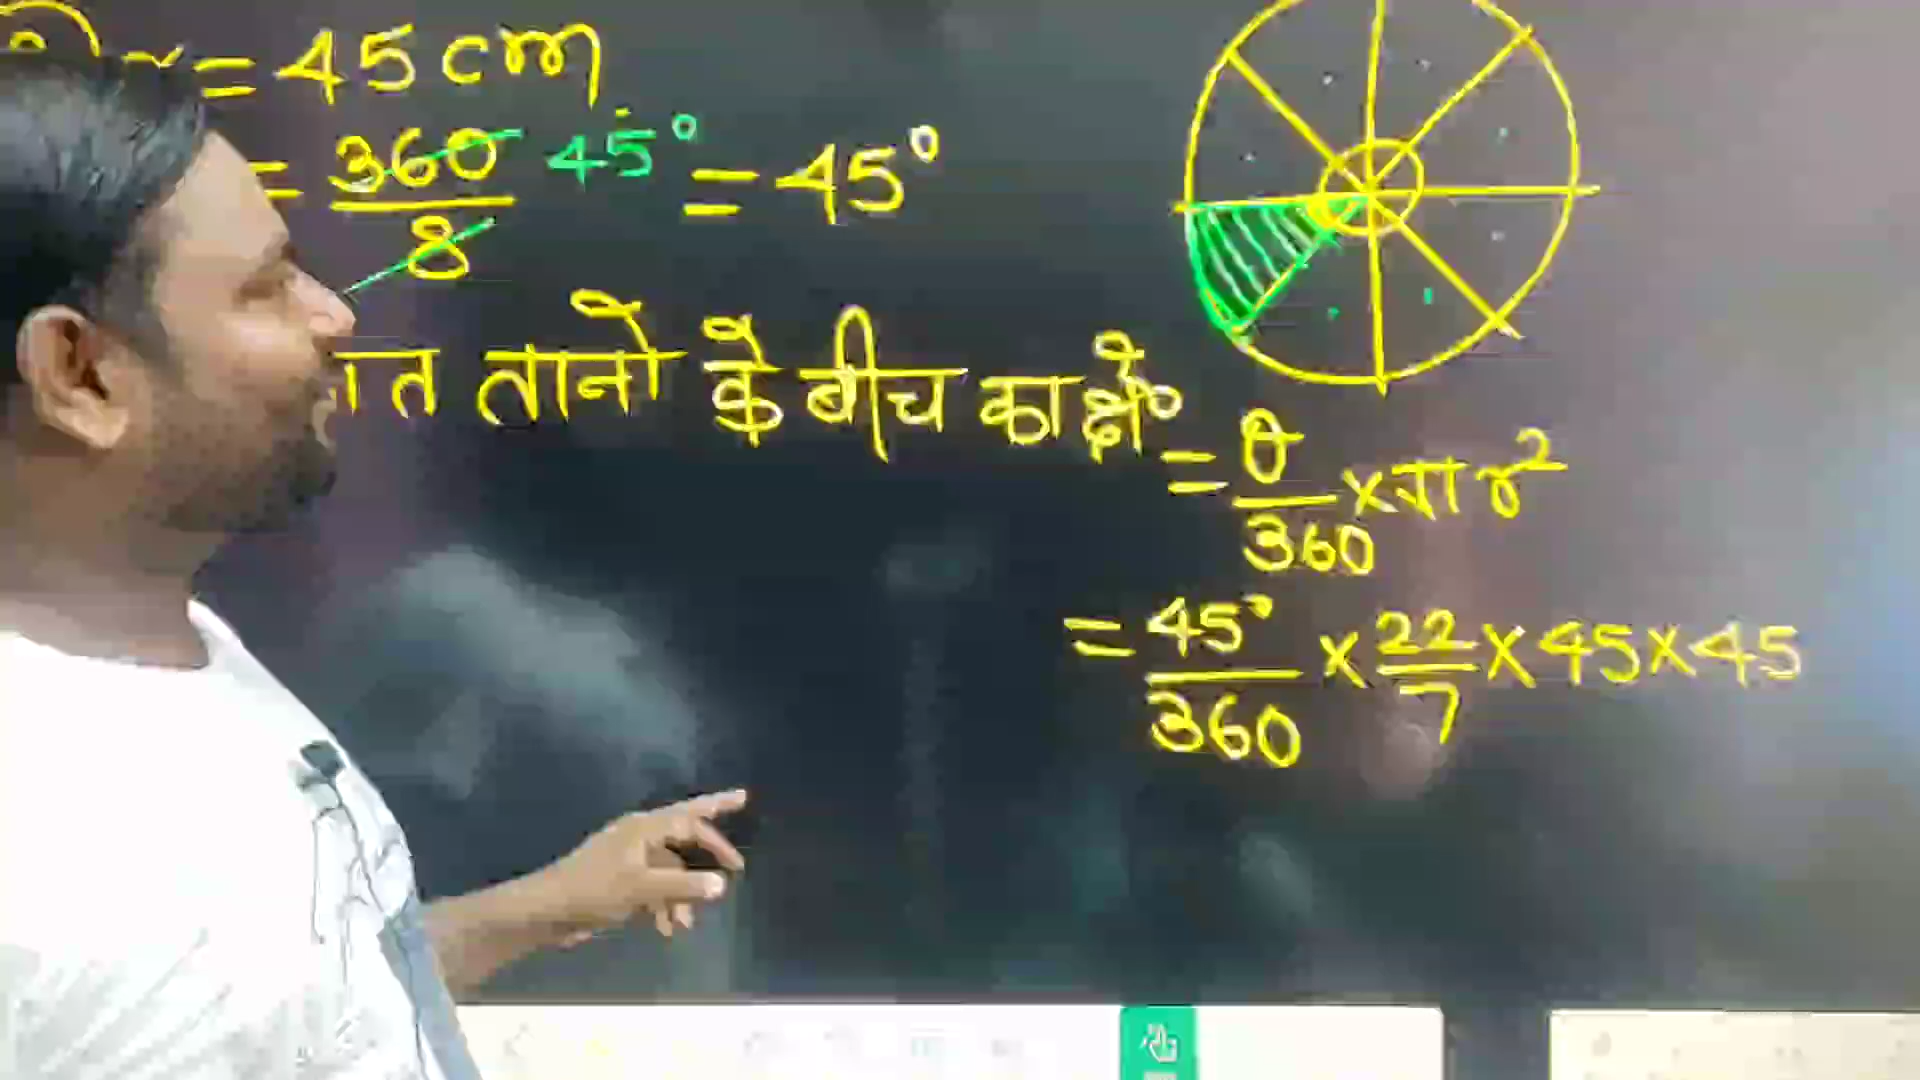 = 45 cm
= 360/8 45° = 45°
त तानो के बीच का क्षे०
= θ/360 × π r²
= 45°/360 × 22/7 × 45 × 45